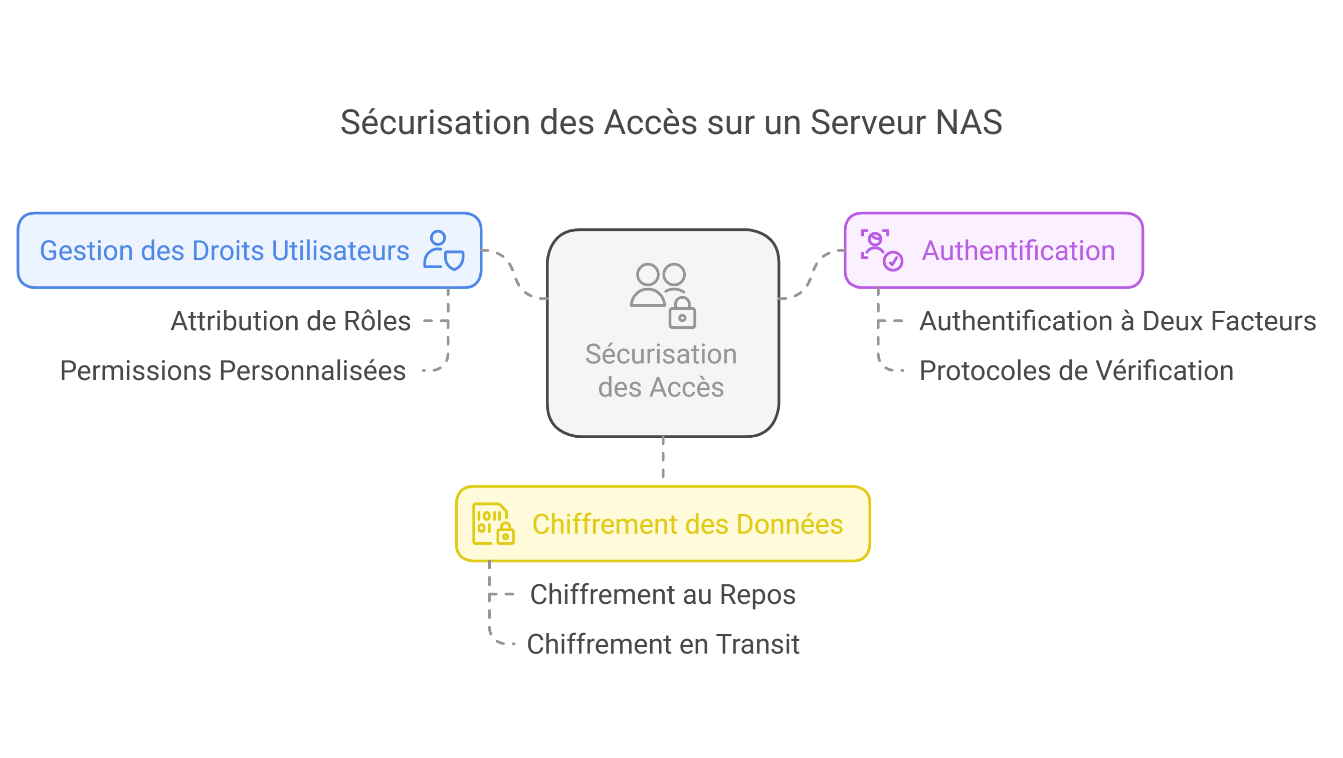 Sécurisation des Accès sur un Serveur NAS
Gestion des Droits Utilisateurs
Attribution de Rôles
Permissions Personnalisées
Sécurisation
des Accès
Authentification
Authentification à Deux Facteurs
Protocoles de Vérification
Chiffrement des Données
Chiffrement au Repos
Chiffrement en Transit